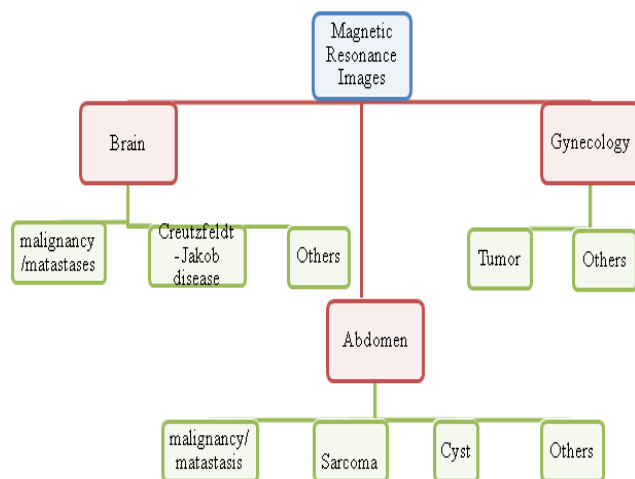 Magnetic
Resonance
Images
Brain
Gynecology
malignancy
/matastases
Creutzfeldt
-Jakob
disease
Others
Tumor
Others
Abdomen
malignancy/
matastasis
Sarcoma
Cyst
Others